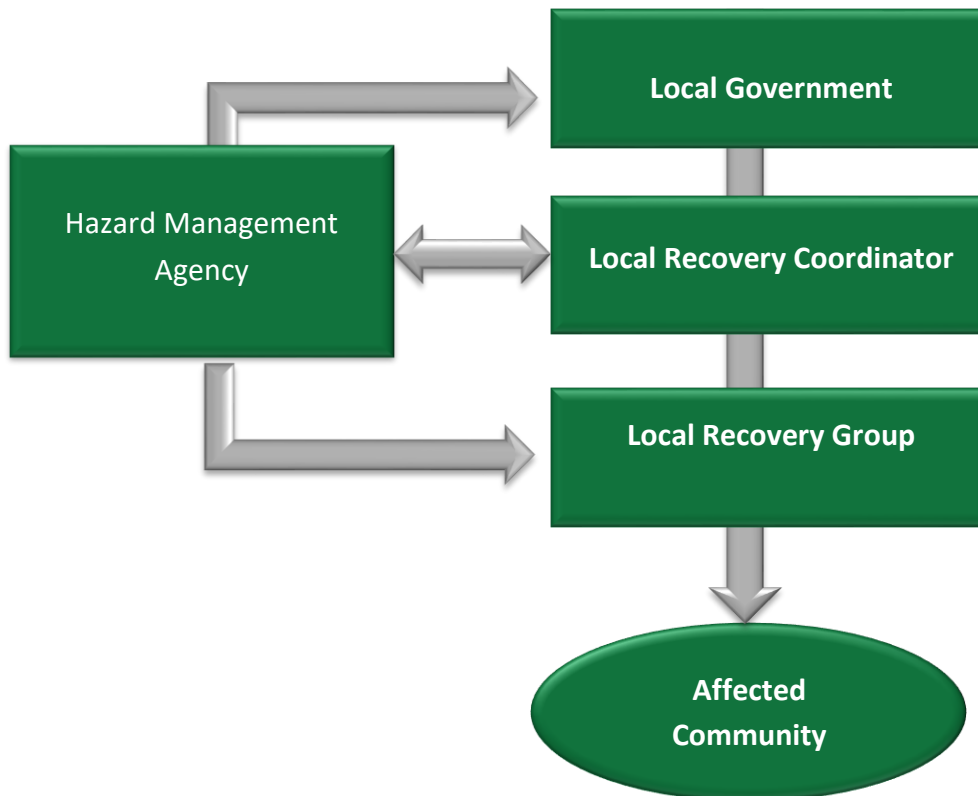 Local Government
Hazard Management
Agency
Local Recovery Coordinator
Local Recovery Group
Affected
Community